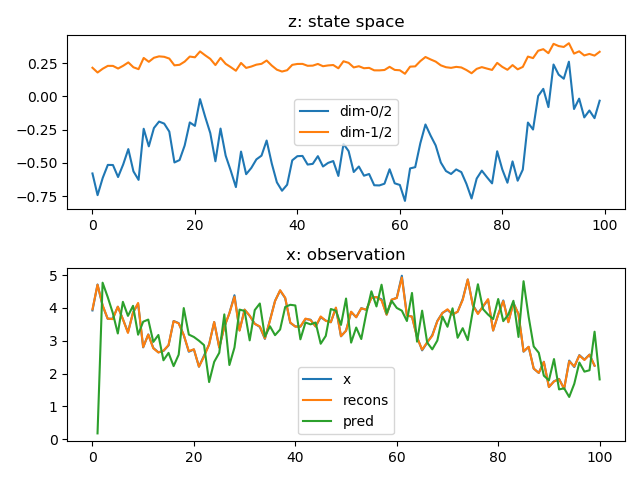 z: state space
0.25
0.00
−0.25
−0.50
−0.75
dim-0/2
dim-1/2
0 20 40 60 80 100
x: observation
5
4
3
2
1
0
x
recons
pred
0 20 40 60 80 100